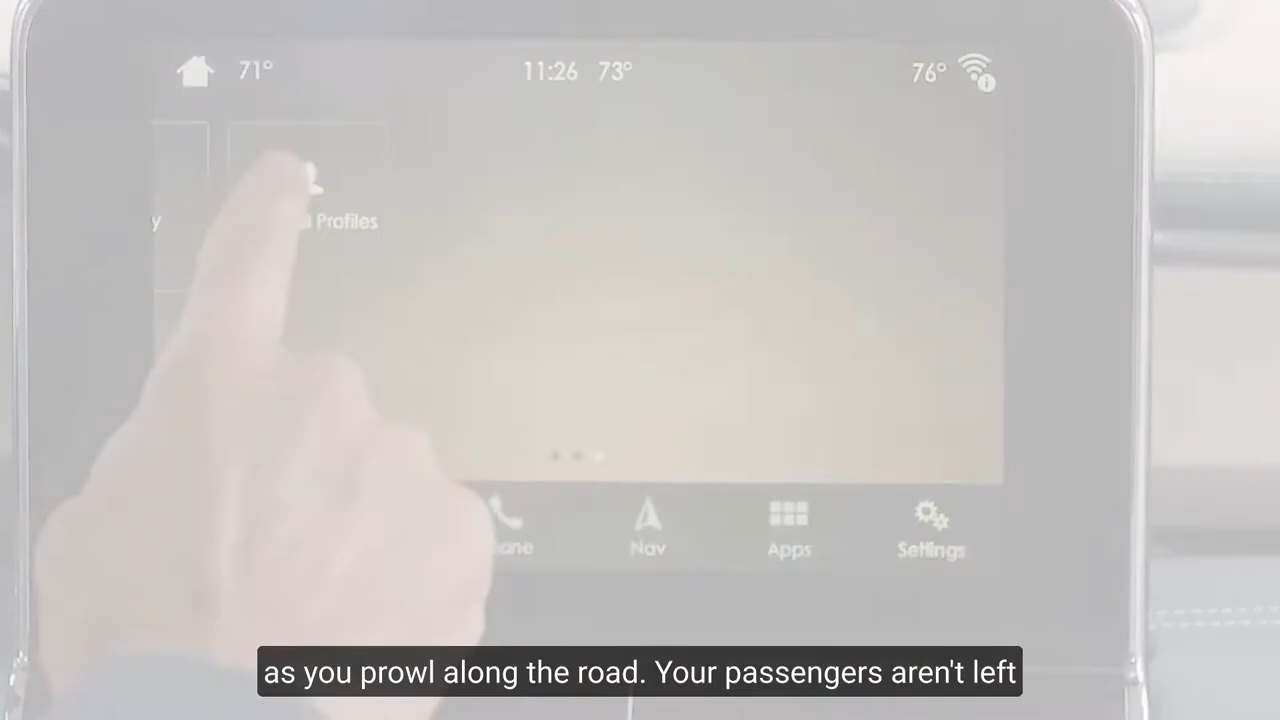 71° 11:26 73° 76°
y Profiles
Nav Apps Settings
as you prowl along the road. Your passengers aren't left